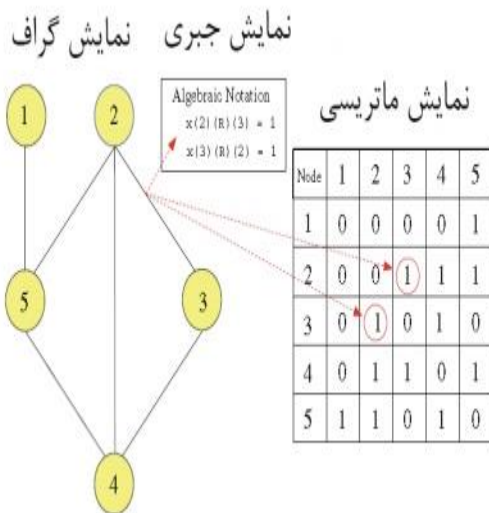 نمایش گراف
نمایش جبری
نمایش ماتریسی
1
2
5
3
4
Algebraic Notation
x(2)(R)(3) = 1
x(3)(R)(2) = 1
Node 1 2 3 4 5
1 0 0 0 0 1
2 0 0 1 1 1
3 0 1 0 1 0
4 0 1 1 0 1
5 1 1 0 1 0